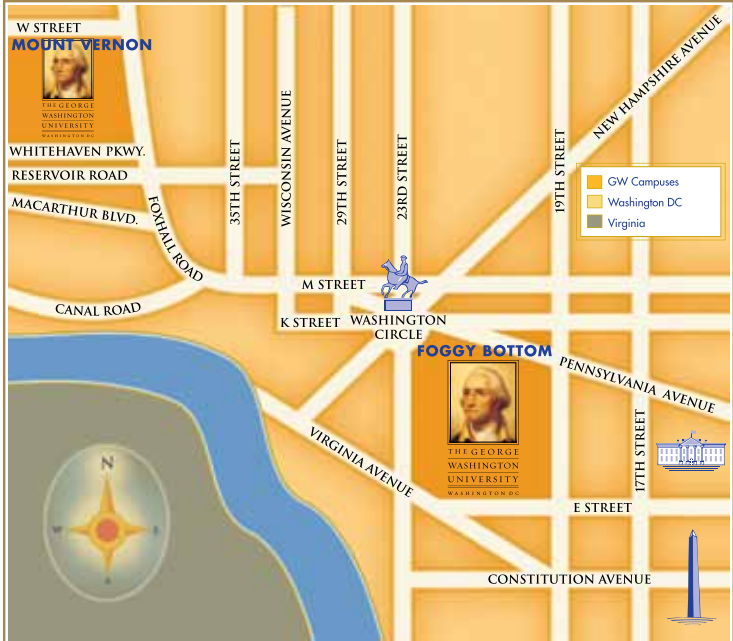 W STREET
MOUNT VERNON
THE GEORGE
WASHINGTON
UNIVERSITY
WASHINGTON DC
WHITEHAVEN PKWY.
RESERVOIR ROAD
MACARTHUR BLVD.
FOXHALL ROAD
CANAL ROAD
35TH STREET
WISCONSIN AVENUE
29TH STREET
23RD STREET
19TH STREET
NEW HAMPSHIRE AVENUE
GW Campuses
Washington DC
Virginia
M STREET
K STREET
WASHINGTON
CIRCLE
FOGGY BOTTOM
THE GEORGE
WASHINGTON
UNIVERSITY
WASHINGTON DC
PENNSYLVANIA AVENUE
VIRGINIA AVENUE
17TH STREET
E STREET
CONSTITUTION AVENUE
N
W
E
S